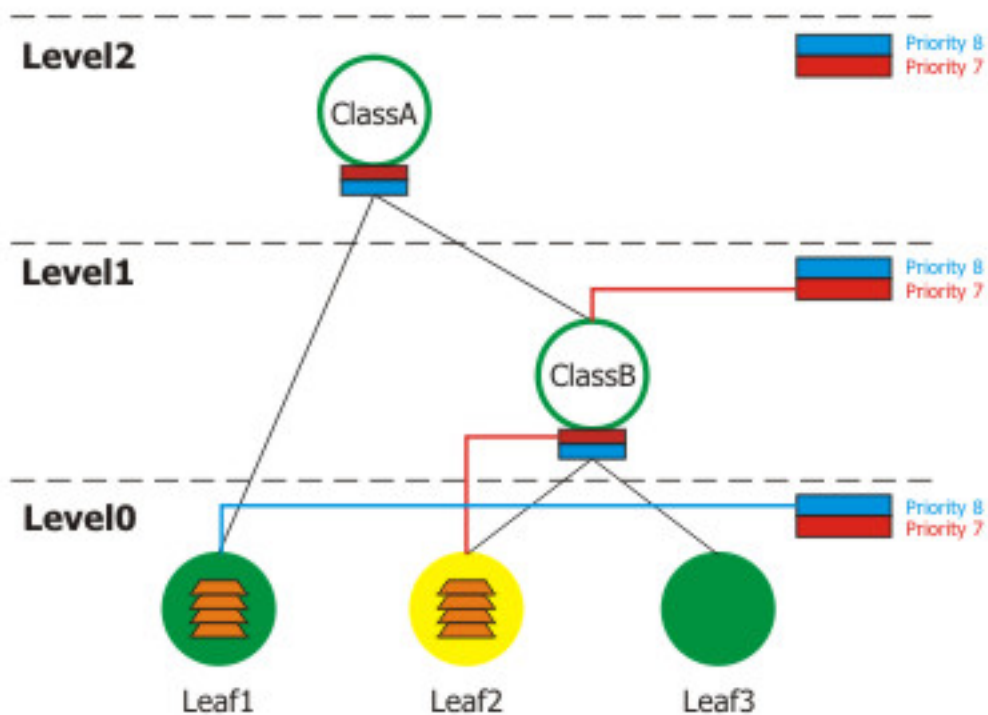 Level2
Priority 8
Priority 7
ClassA
Level1
Priority 8
Priority 7
ClassB
Level0
Priority 8
Priority 7
Leaf1
Leaf2
Leaf3